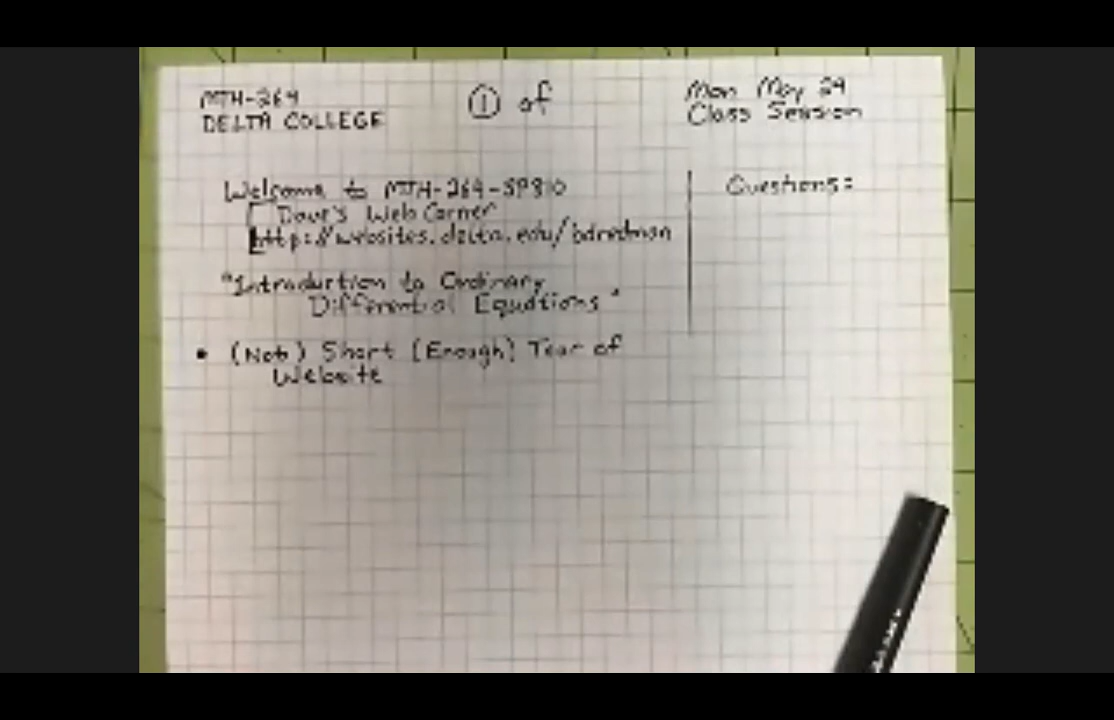 MTH-264
DELTA COLLEGE
① of
Mon May 24
Class Session
Welcome to MTH-264-SP810
Dave's Web Corner
http://websites.delta.edu/bdredman
Questions:
"Introduction to Ordinary
Differential Equations"
• (Not) Short (Enough) Tour of
Website